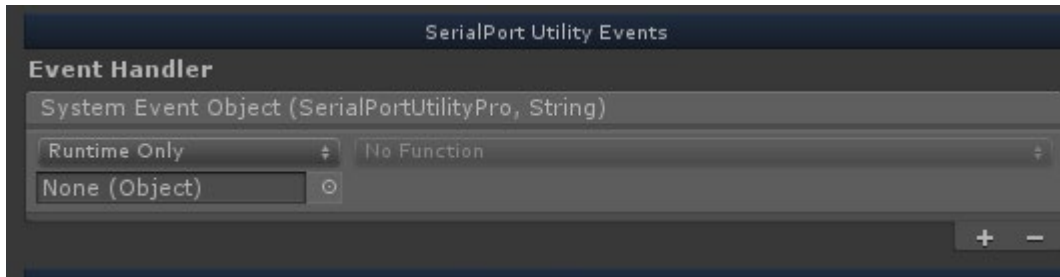 SerialPort Utility Events
Event Handler
System Event Object (SerialPortUtilityPro, String)
Runtime Only No Function
None (Object)
+ −